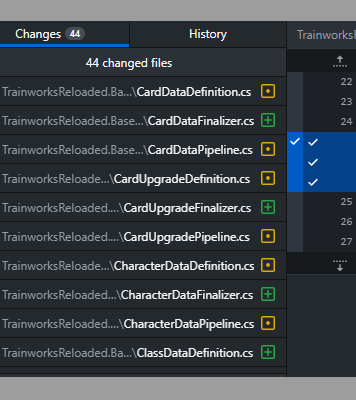 Changes 44 History TrainworksReloaded
44 changed files
TrainworksReloaded.Ba...\CardDataDefinition.cs
TrainworksReloaded.Base...\CardDataFinalizer.cs
TrainworksReloaded.Base...\CardDataPipeline.cs
TrainworksReloade...\CardUpgradeDefinition.cs
TrainworksReloaded....\CardUpgradeFinalizer.cs
TrainworksReloaded....\CardUpgradePipeline.cs
TrainworksReloade...\CharacterDataDefinition.cs
TrainworksReloade...\CharacterDataFinalizer.cs
TrainworksReloaded...\CharacterDataPipeline.cs
TrainworksReloaded.Ba...\ClassDataDefinition.cs
22
23
24
25
26
27